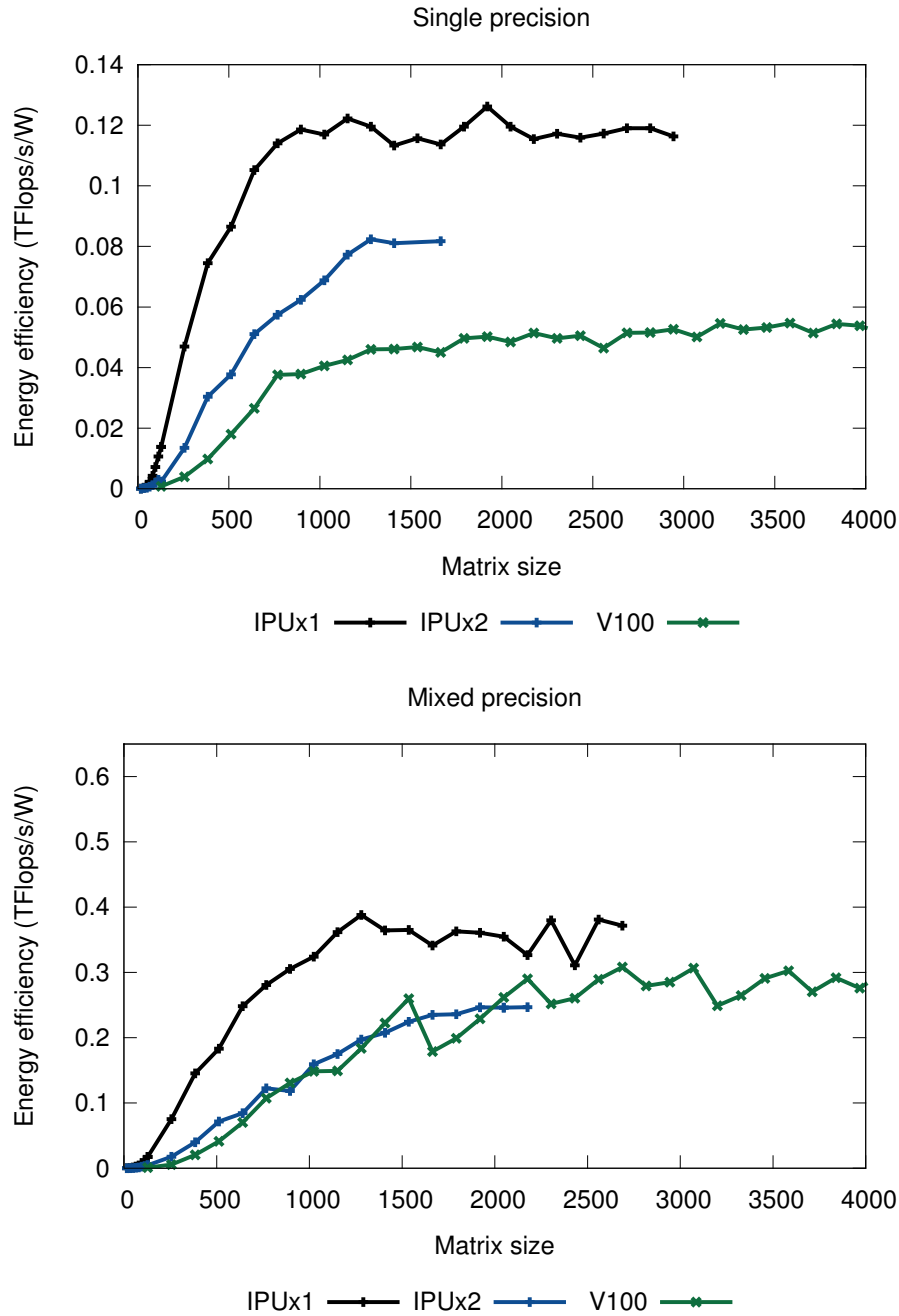 Single precision
0.14
0.12
0.1
0.08
0.06
0.04
0.02
0
Energy efficiency (TFlops/s/W)
0 500 1000 1500 2000 2500 3000 3500 4000
Matrix size
IPUx1 IPUx2 V100
Mixed precision
0.6
0.5
0.4
0.3
0.2
0.1
0
Energy efficiency (TFlops/s/W)
0 500 1000 1500 2000 2500 3000 3500 4000
Matrix size
IPUx1 IPUx2 V100